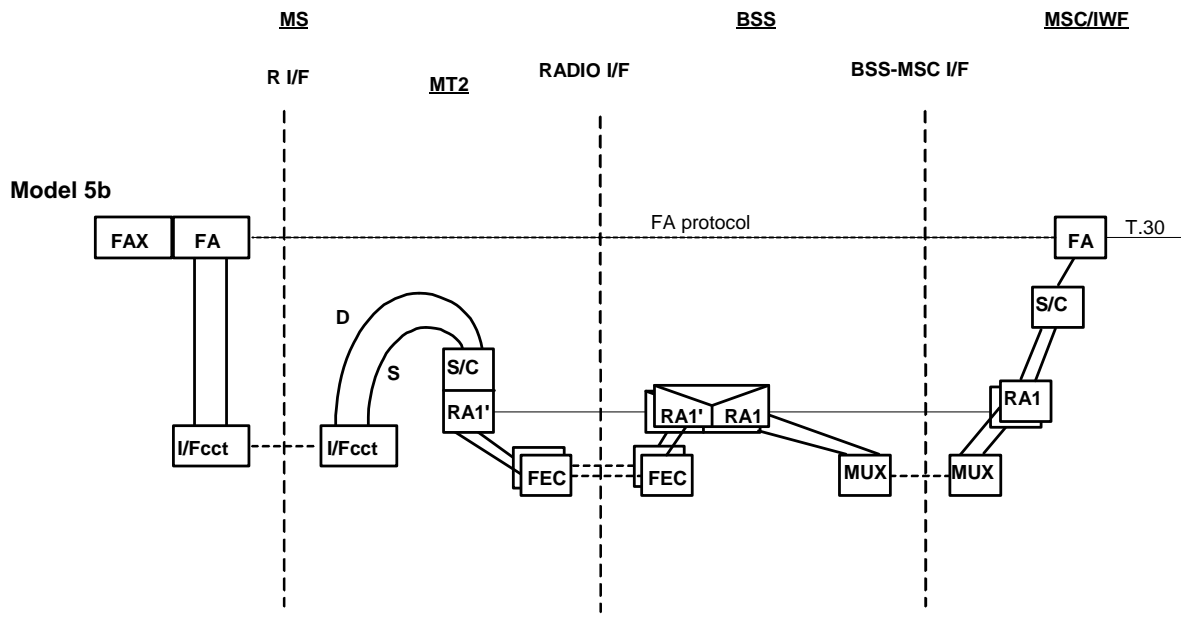 MS
BSS
MSC/IWF
R I/F
MT2
RADIO I/F
BSS-MSC I/F
Model 5b
FAX
FA
FA protocol
FA
T.30
S/C
D
S
S/C
RA1'
RA1'
RA1
RA1
I/Fcct
I/Fcct
FEC
FEC
MUX
MUX